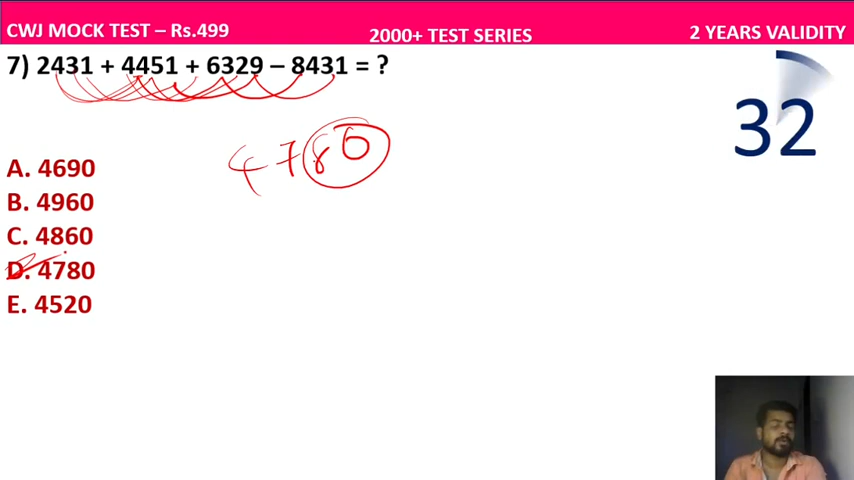 CWJ MOCK TEST – Rs.499
2000+ TEST SERIES
2 YEARS VALIDITY
7) 2431 + 4451 + 6329 – 8431 = ?
32
4780
A. 4690
B. 4960
C. 4860
D. 4780
E. 4520